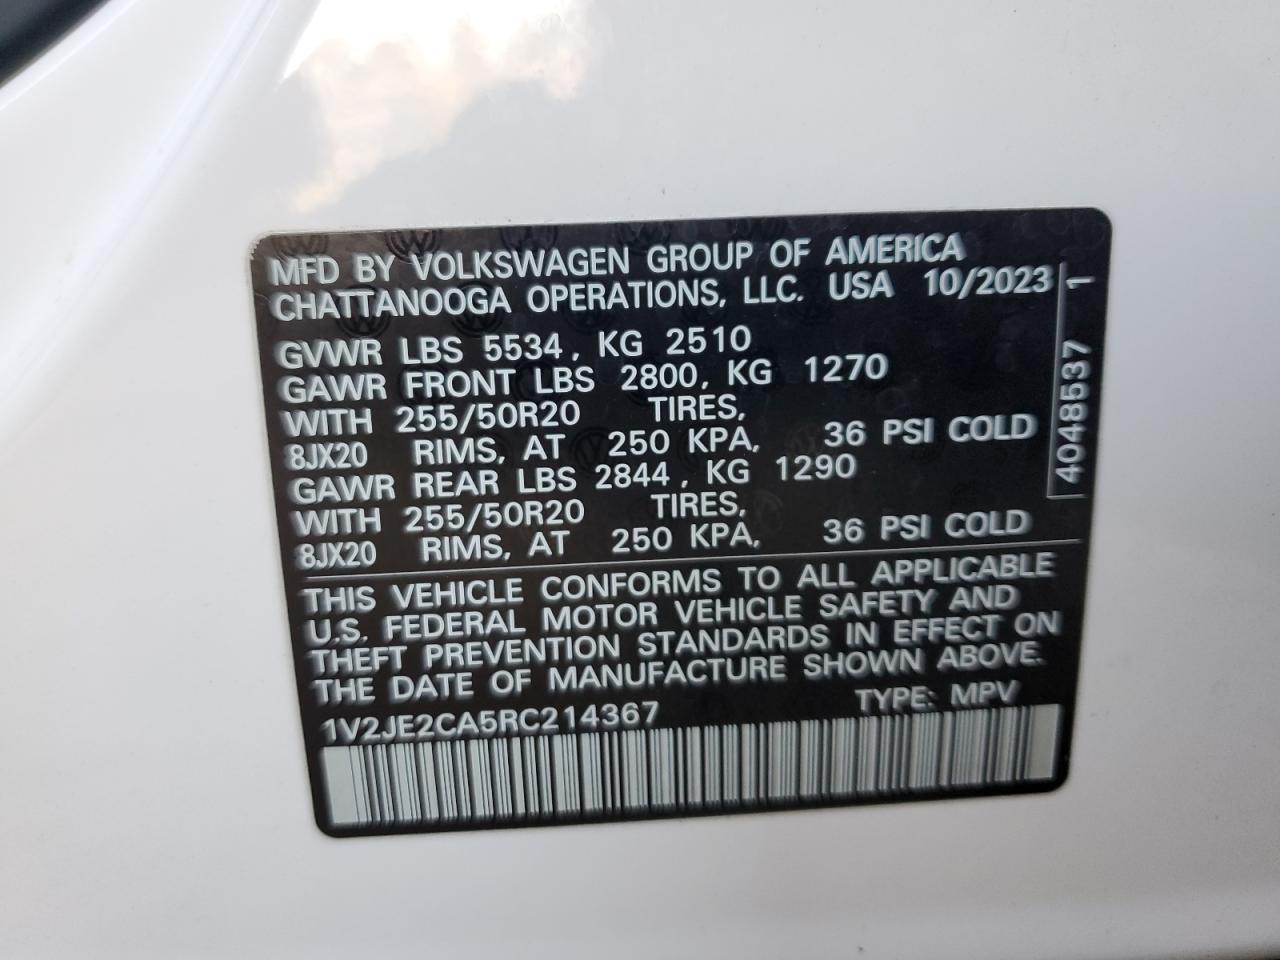 MFD BY VOLKSWAGEN GROUP OF AMERICA
CHATTANOOGA OPERATIONS, LLC. USA 10/2023
GVWR LBS 5534, KG 2510
GAWR FRONT LBS 2800, KG 1270
WITH 255/50R20 TIRES,
8JX20 RIMS, AT 250 KPA, 36 PSI COLD
GAWR REAR LBS 2844, KG 1290
WITH 255/50R20 TIRES,
8JX20 RIMS, AT 250 KPA, 36 PSI COLD
4048537 1
THIS VEHICLE CONFORMS TO ALL APPLICABLE
U.S. FEDERAL MOTOR VEHICLE SAFETY AND
THEFT PREVENTION STANDARDS IN EFFECT ON
THE DATE OF MANUFACTURE SHOWN ABOVE.
1V2JE2CA5RC214367 TYPE: MPV